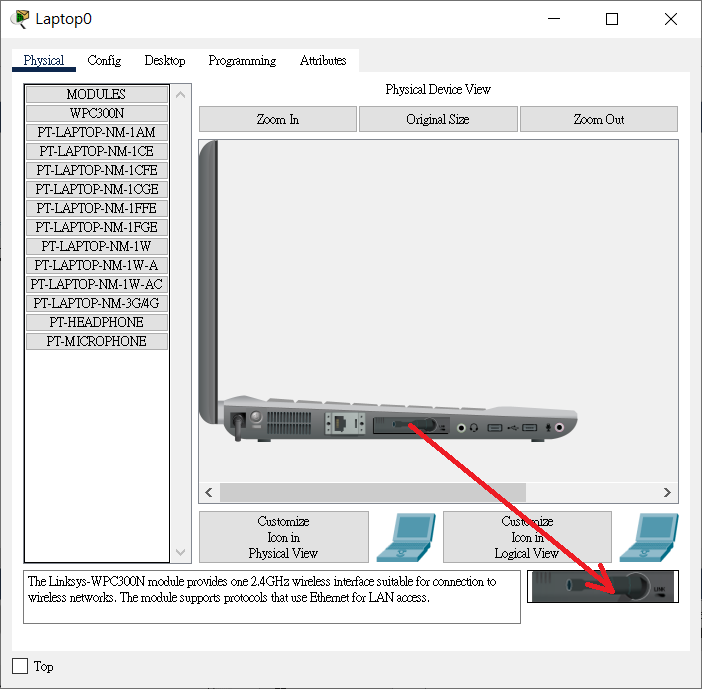 Laptop0
Physical Config Desktop Programming Attributes
MODULES
WPC300N
PT-LAPTOP-NM-1AM
PT-LAPTOP-NM-1CE
PT-LAPTOP-NM-1CFE
PT-LAPTOP-NM-1CGE
PT-LAPTOP-NM-1FFE
PT-LAPTOP-NM-1FGE
PT-LAPTOP-NM-1W
PT-LAPTOP-NM-1W-A
PT-LAPTOP-NM-1W-AC
PT-LAPTOP-NM-3G/4G
PT-HEADPHONE
PT-MICROPHONE
Physical Device View
Zoom In Original Size Zoom Out
Customize
Icon in
Physical View
Customize
Icon in
Logical View
The Linksys-WPC300N module provides one 2.4GHz wireless interface suitable for connection to
wireless networks. The module supports protocols that use Ethernet for LAN access.
LINK
Top